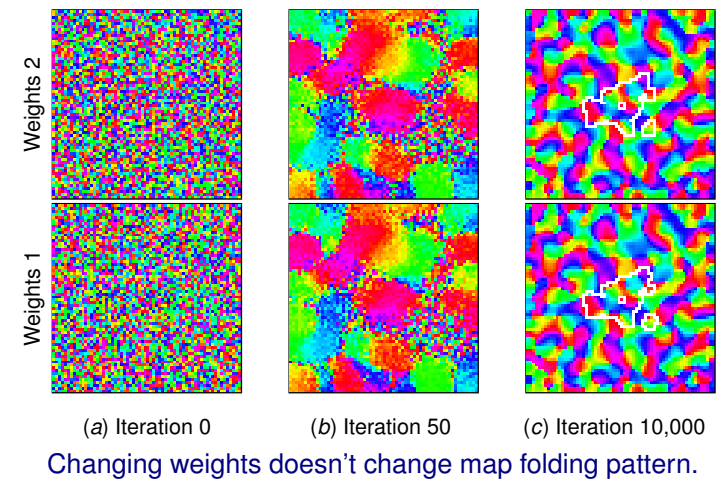 Weights 2
Weights 1
(a) Iteration 0
(b) Iteration 50
(c) Iteration 10,000
Changing weights doesn't change map folding pattern.